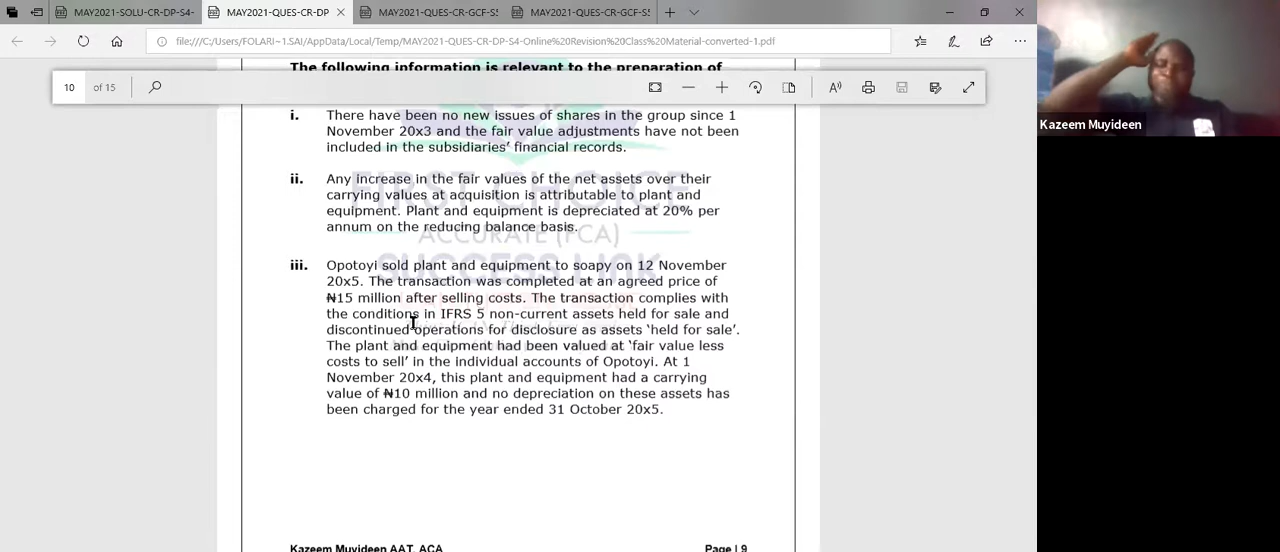 MAY2021-SOLU-CR-DP-S4-
MAY2021-QUES-CR-DP
MAY2021-QUES-CR-GCF-S5
MAY2021-QUES-CR-GCF-S5
file:///C:/Users/FOLARI~1.SAI/AppData/Local/Temp/MAY2021-QUES-CR-DP-S4-Online%20Revision%20Class%20Material-converted-1.pdf
The following information is relevant to the preparation of
10 of 15
i. There have been no new issues of shares in the group since 1
November 20x3 and the fair value adjustments have not been
included in the subsidiaries’ financial records.
ii. Any increase in the fair values of the net assets over their
carrying values at acquisition is attributable to plant and
equipment. Plant and equipment is depreciated at 20% per
annum on the reducing balance basis.
FIRST CHOICE
ACCURATE (FCA)
SUCCESS LINK
iii. Opotoyi sold plant and equipment to soapy on 12 November
20x5. The transaction was completed at an agreed price of
₦15 million after selling costs. The transaction complies with
the conditions in IFRS 5 non-current assets held for sale and
discontinued operations for disclosure as assets ‘held for sale’.
The plant and equipment had been valued at ‘fair value less
costs to sell’ in the individual accounts of Opotoyi. At 1
November 20x4, this plant and equipment had a carrying
value of ₦10 million and no depreciation on these assets has
been charged for the year ended 31 October 20x5.
Kazeem Muyideen AAT, ACA Page | 9
Kazeem Muyideen